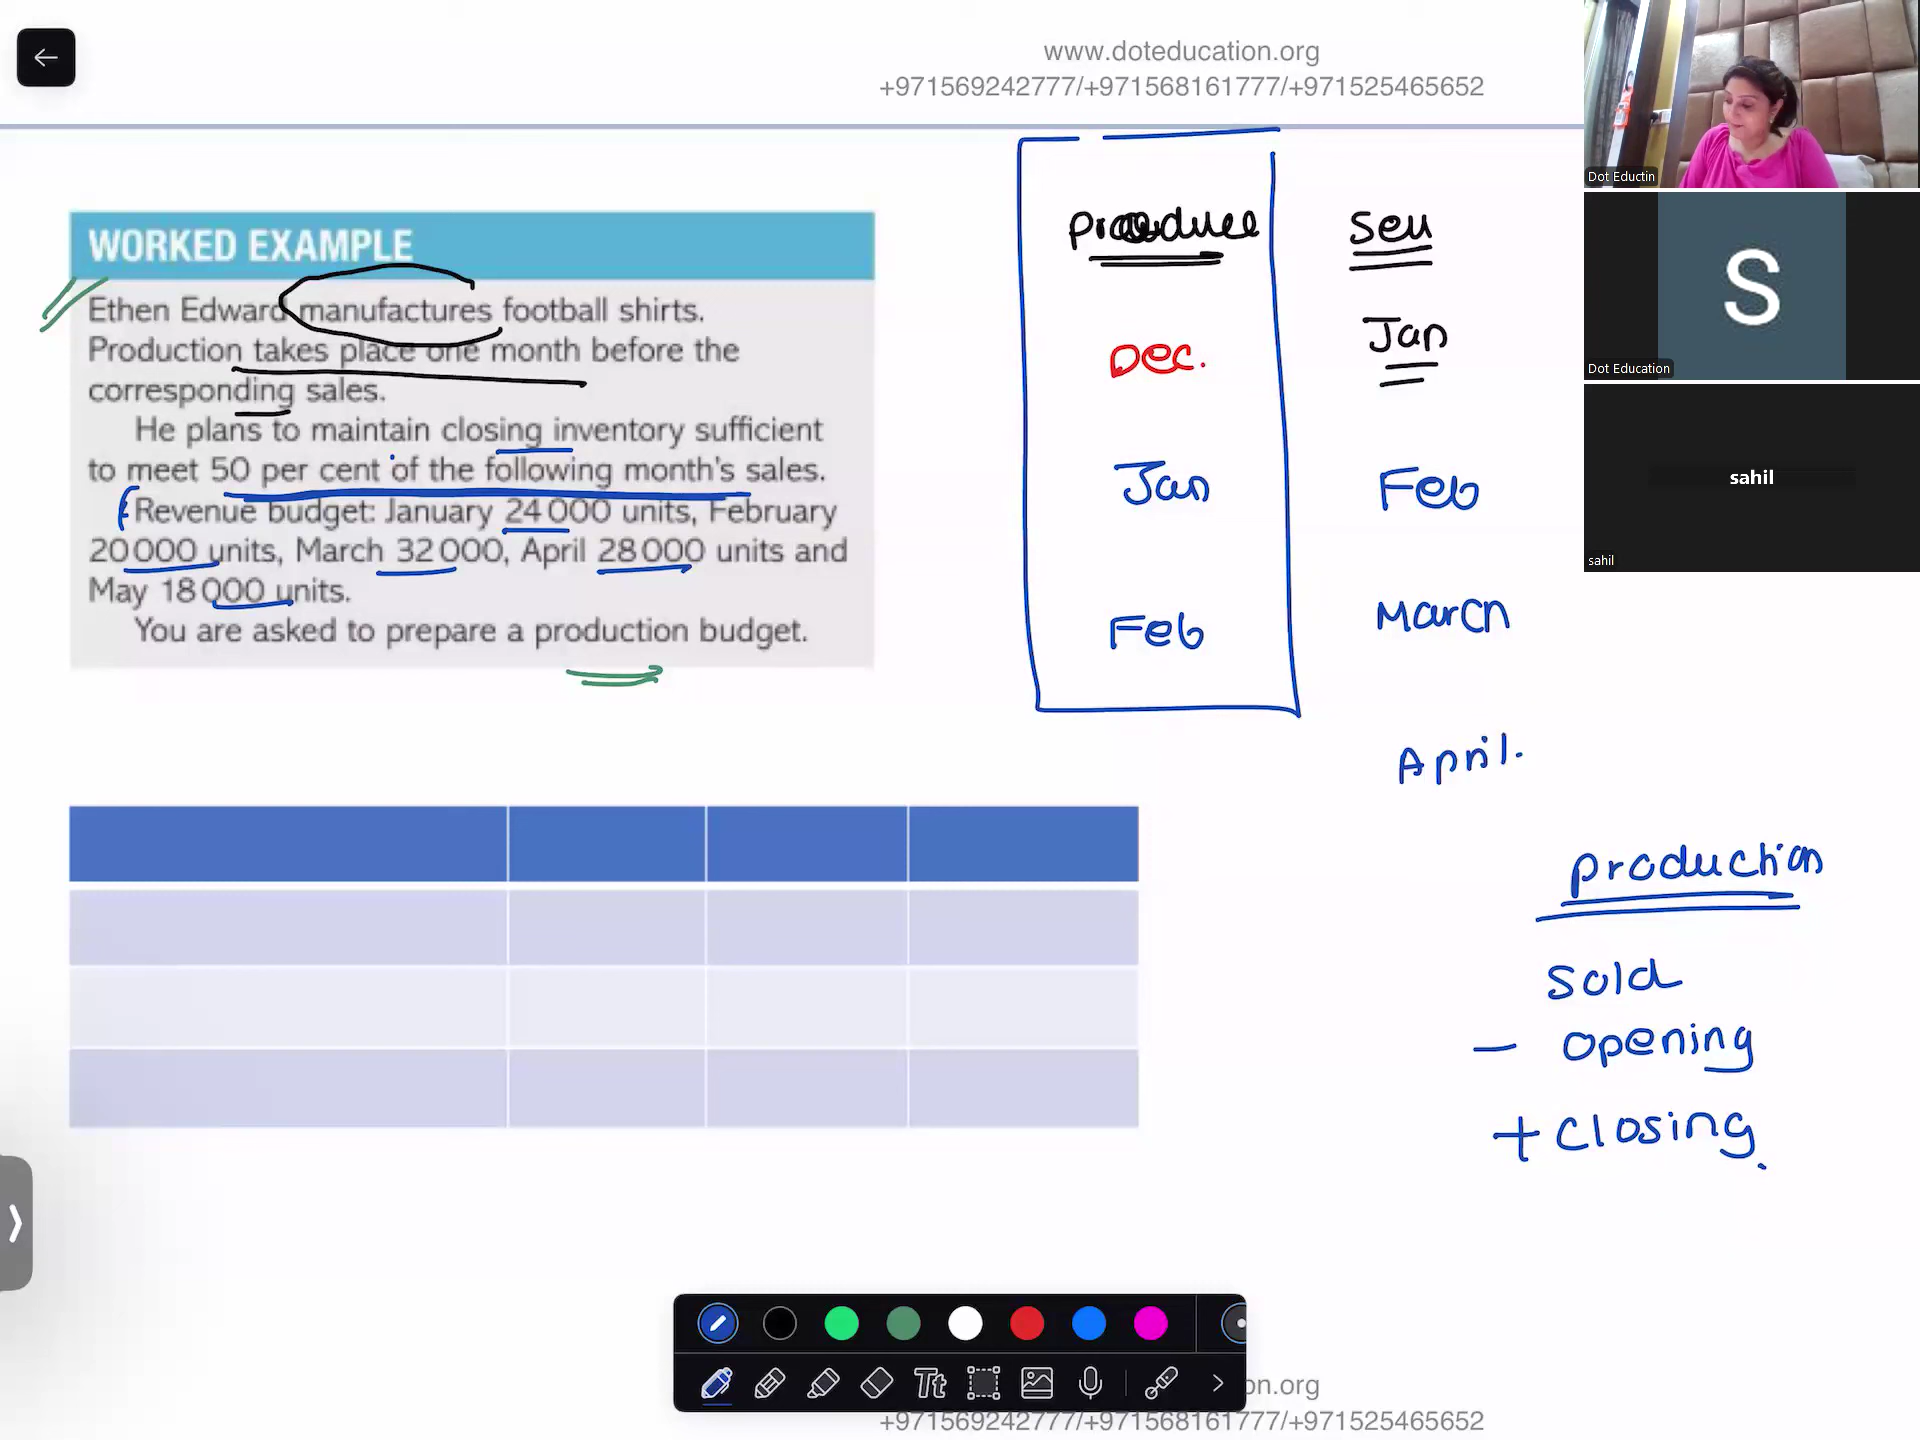 www.doteducation.org
+971569242777/+971568161777/+971525465652
WORKED EXAMPLE
Ethen Edward manufactures football shirts.
Production takes place one month before the
corresponding sales.
He plans to maintain closing inventory sufficient
to meet 50 per cent of the following month's sales.
Revenue budget: January 24 000 units, February
20 000 units, March 32 000, April 28 000 units and
May 18 000 units.
You are asked to prepare a production budget.
produce Sell
Dec. Jan
Jan Feb
Feb March
April.
production
Sold
- opening
+ closing
Dot Eductin
S
Dot Education
sahil
sahil
Tt
on.org
+971569242777/+971568161777/+971525465652